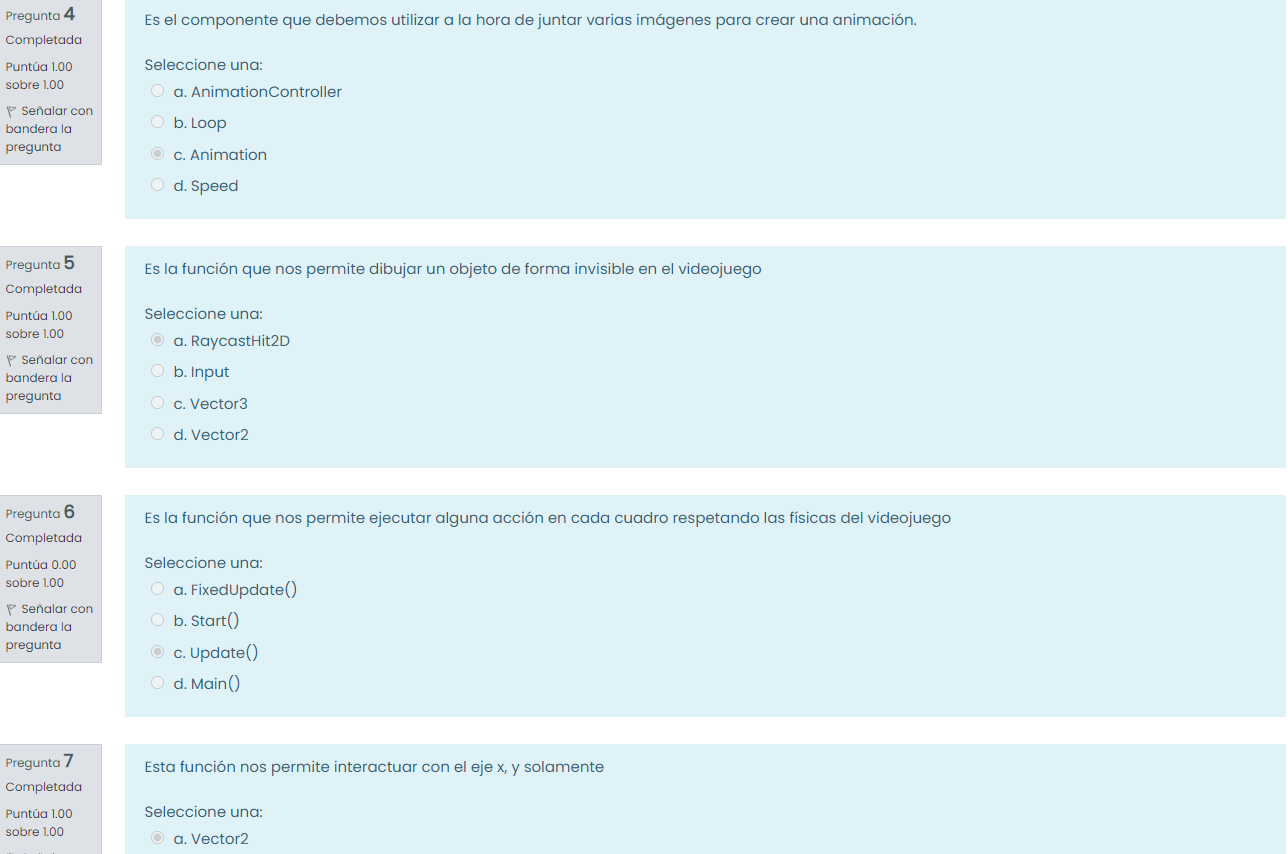 Pregunta 4
Completada
Puntúa 1.00
sobre 1.00
Señalar con
bandera la
pregunta
Es el componente que debemos utilizar a la hora de juntar varias imágenes para crear una animación.
Seleccione una:
a. AnimationController
b. Loop
c. Animation
d. Speed
Pregunta 5
Completada
Puntúa 1.00
sobre 1.00
Señalar con
bandera la
pregunta
Es la función que nos permite dibujar un objeto de forma invisible en el videojuego
Seleccione una:
a. RaycastHit2D
b. Input
c. Vector3
d. Vector2
Pregunta 6
Completada
Puntúa 0.00
sobre 1.00
Señalar con
bandera la
pregunta
Es la función que nos permite ejecutar alguna acción en cada cuadro respetando las físicas del videojuego
Seleccione una:
a. FixedUpdate()
b. Start()
c. Update()
d. Main()
Pregunta 7
Completada
Puntúa 1.00
sobre 1.00
Esta función nos permite interactuar con el eje x, y solamente
Seleccione una:
a. Vector2